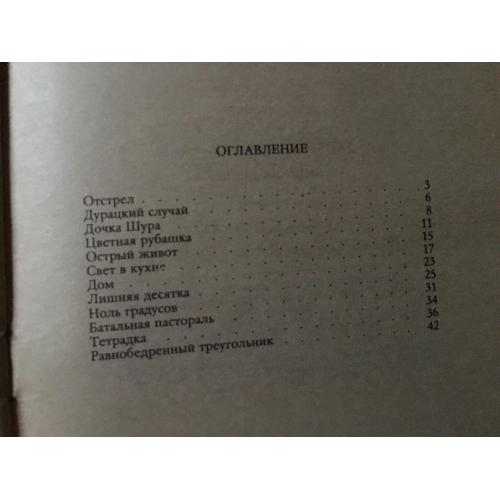 ОГЛАВЛЕНИЕ
Отстрел . . . . . . . . . . 3
Дурацкий случай . . . . . . . . . . 6
Дочка Шура . . . . . . . . . . 8
Цветная рубашка . . . . . . . . . . 11
Острый живот . . . . . . . . . . 15
Свет в кухне . . . . . . . . . . 17
Дом . . . . . . . . . . 23
Лишняя десятка . . . . . . . . . . 25
Ноль градусов . . . . . . . . . . 31
Батальная пастораль . . . . . . . . . . 34
Тетрадка . . . . . . . . . . 36
Равнобедренный треугольник . . . . . . . . . . 42